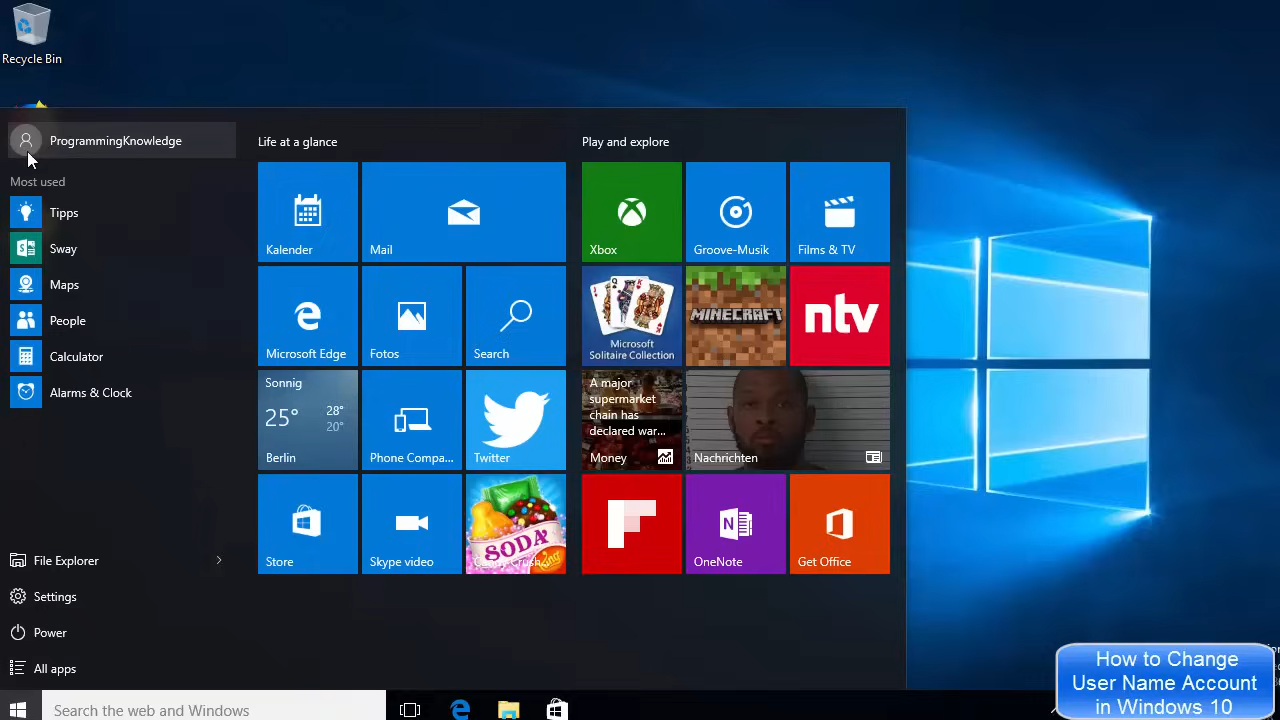 Recycle Bin
ProgrammingKnowledge
Most used
Tipps
Sway
Maps
People
Calculator
Alarms & Clock
File Explorer
Settings
Power
All apps
Life at a glance
Kalender
Mail
Microsoft Edge
Fotos
Search
Sonnig
25°
28°
20°
Berlin
Phone Compa...
Twitter
Store
Skype video
SODA
Candy Crush...
Play and explore
Xbox
Groove-Musik
Films & TV
Microsoft
Solitaire Collection
MINECRAFT
ntv
A major
supermarket
chain has
declared war...
Money
Nachrichten
OneNote
Get Office
Search the web and Windows
How to Change
User Name Account
in Windows 10